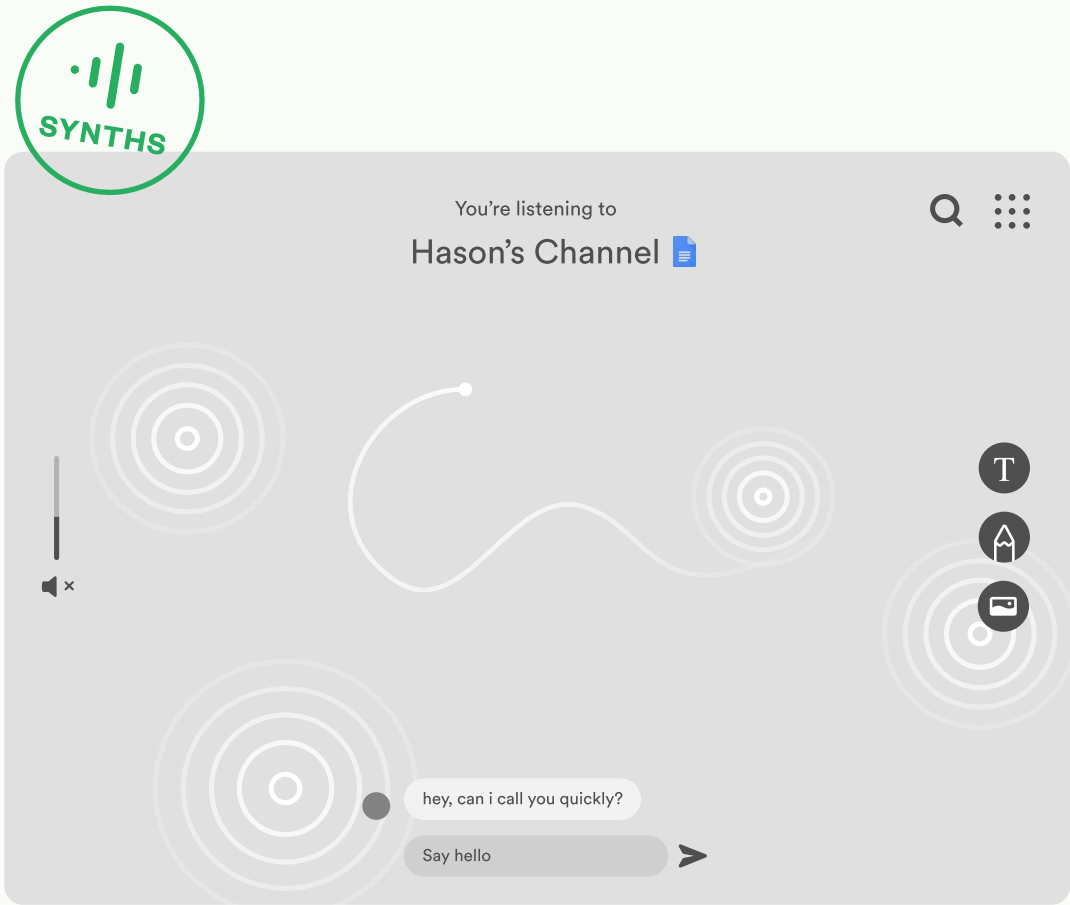 SYNTHS
You’re listening to
Hason’s Channel
T
hey, can i call you quickly?
Say hello